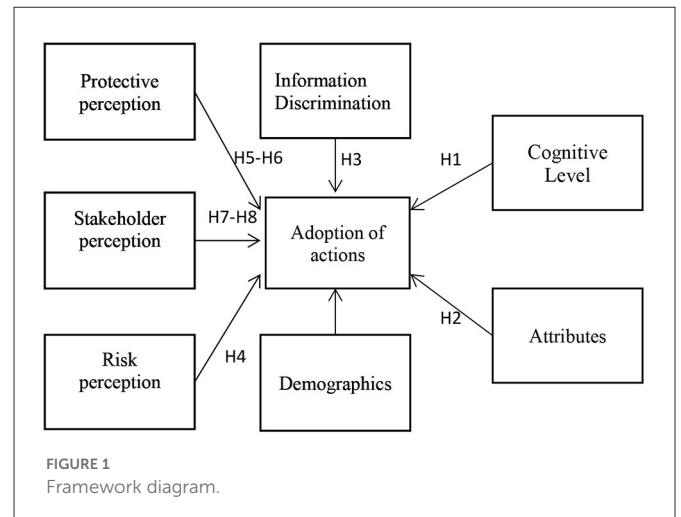 Protective
perception
Information
Discrimination
Cognitive
Level
H5-H6
H3
H1
Stakeholder
perception
H7-H8
Adoption of
actions
Risk
perception
H4
Demographics
H2
Attributes
FIGURE 1
Framework diagram.